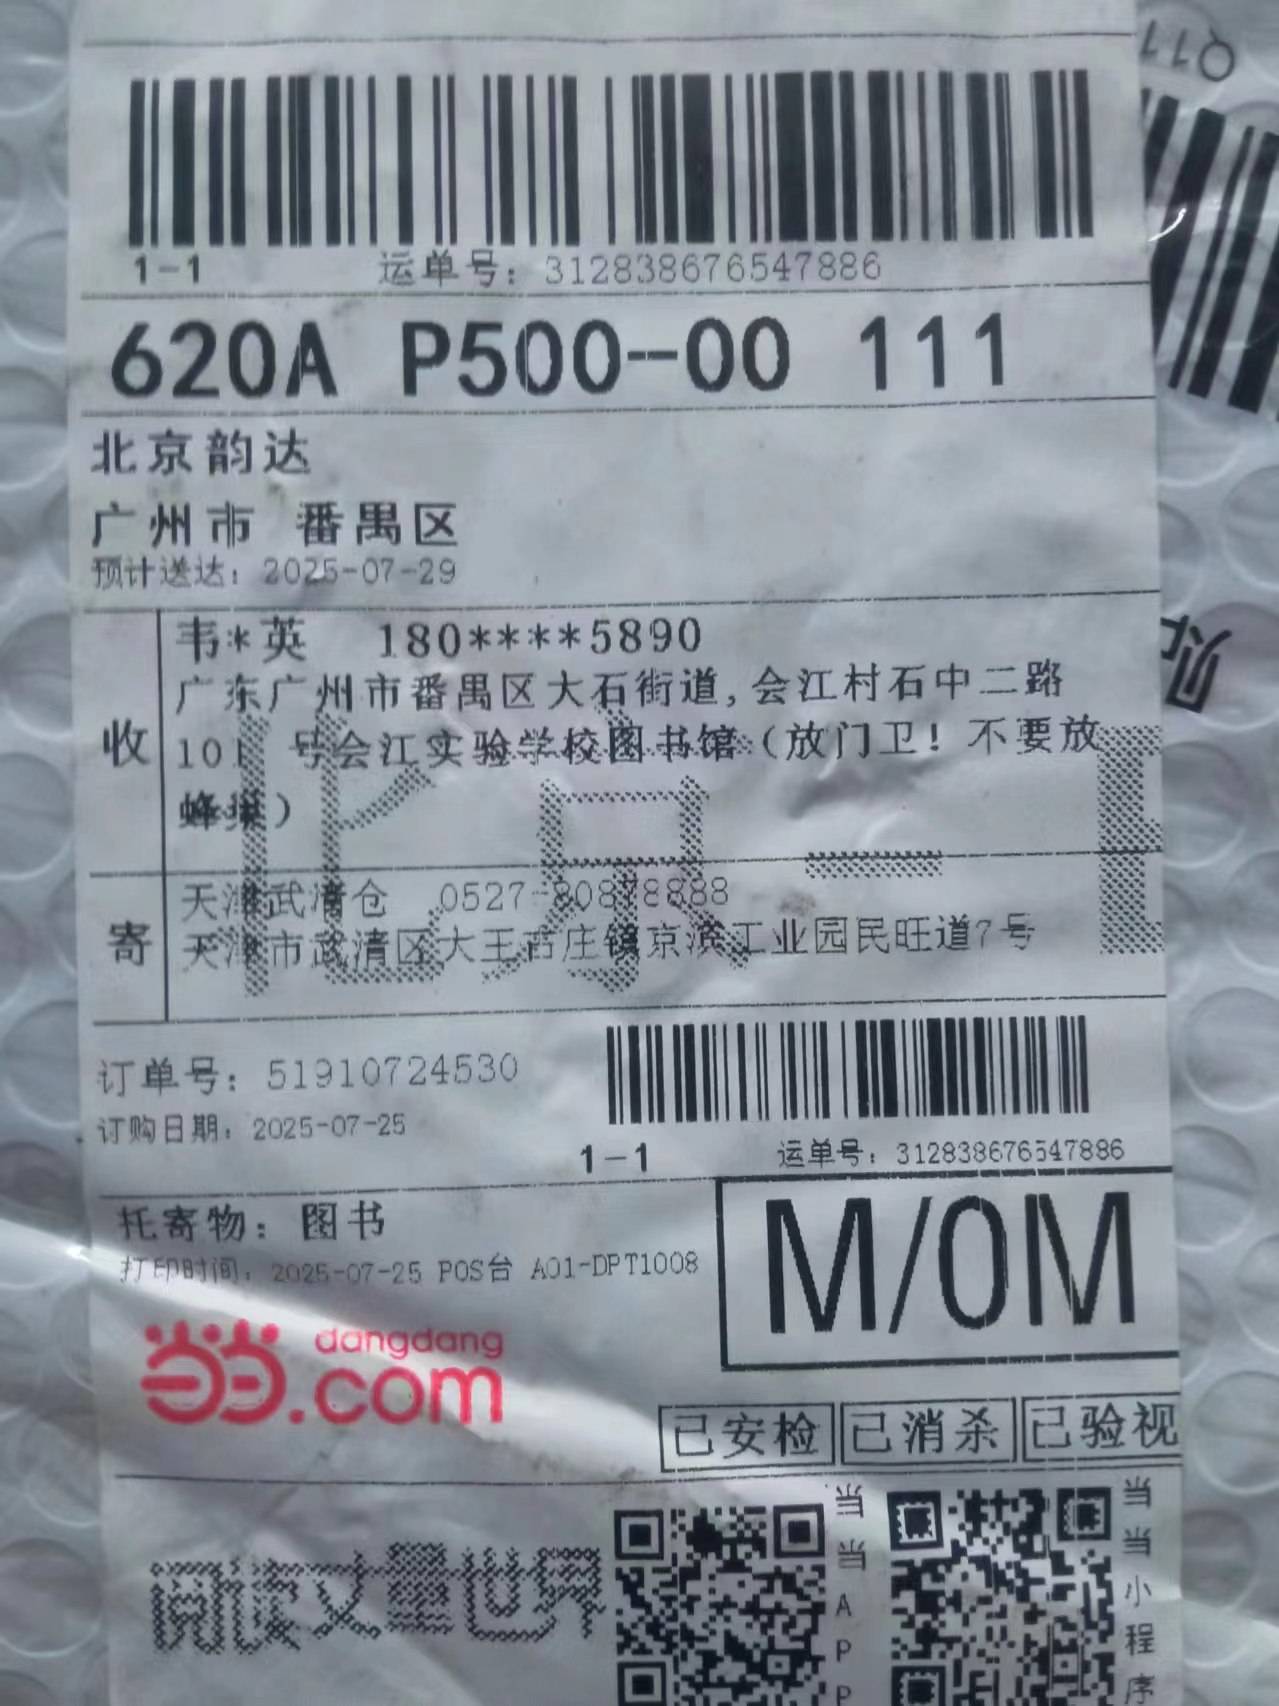 1-1 运单号：312838676547886
620A P500-00 111
北京韵达
广州市 番禺区
预计送达：2025-07-29
收
韦*英 180****5890
广东广州市番禺区大石街道,会江村石中二路
101 号会江实验学校图书馆（放门卫！不要放
蜂巢）
寄
天津武清仓 0527-80878888
天津市武清区大王古庄镇京滨工业园民旺道7号
订单号：51910724530
订购日期：2025-07-25
1-1 运单号：312838676547886
托寄物：图书
打印时间：2025-07-25 POS台 A01-DPT1008
M/0M
当当 dangdang
.com
已安检 已消杀 已验视
阅读丈量世界
当当APP
当当小程序